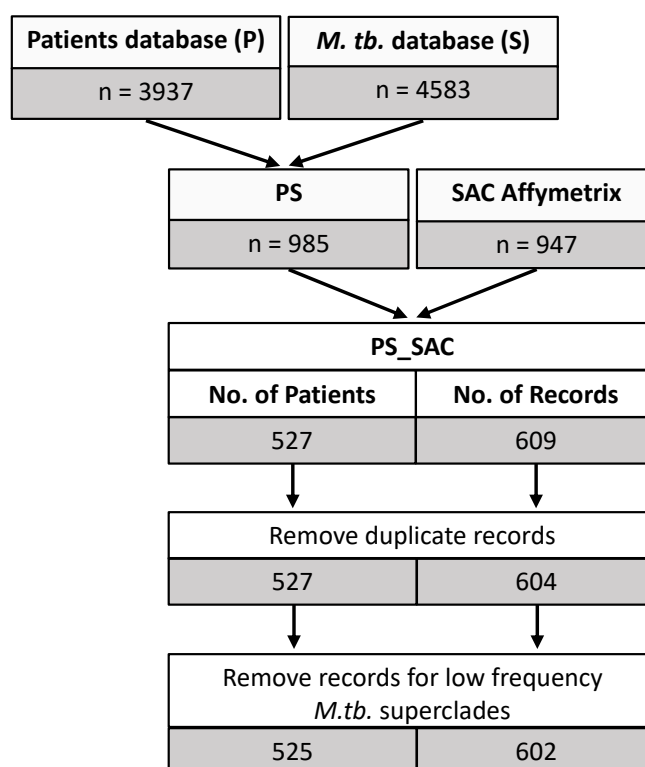 Patients database (P)
M. tb. database (S)
n = 3937
n = 4583
PS
SAC Affymetrix
n = 985
n = 947
PS_SAC
No. of Patients
No. of Records
527
609
Remove duplicate records
527
604
Remove records for low frequency
M.tb. superclades
525
602